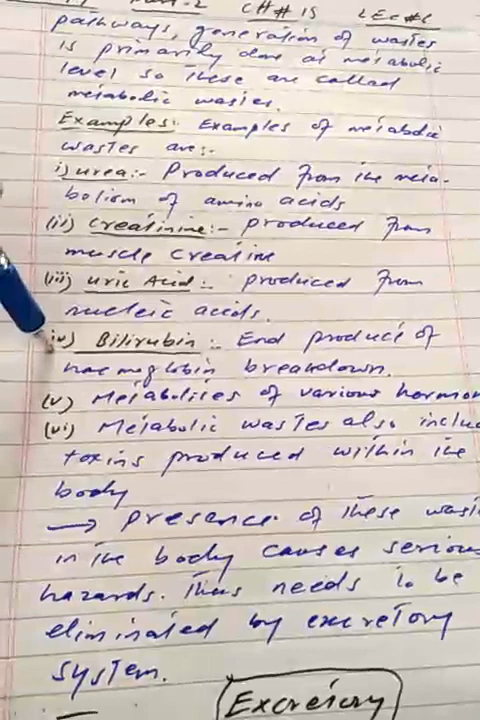 Part-2 CH # 15 LEC #
pathways, generation of wastes
is primarily done at metabolic
level so these are called
metabolic wastes.
Examples:- Examples of metabolic
wastes are:-
i) urea:- Produced from the meta-
bolism of amino acids
(ii) Creatinine:- produced from
muscle Creatine
(iii) Uric Acid:- produced from
nucleic acids.
iv) Bilirubin:- End product of
haemoglobin breakdown.
(v) Metabolites of various hormon
(vi) Metabolic wastes also includ
toxins produced within the
body
→ presence of these wast
in the body causes serious
hazards. Thus needs to be
eliminated by excretory
system.
Excretory